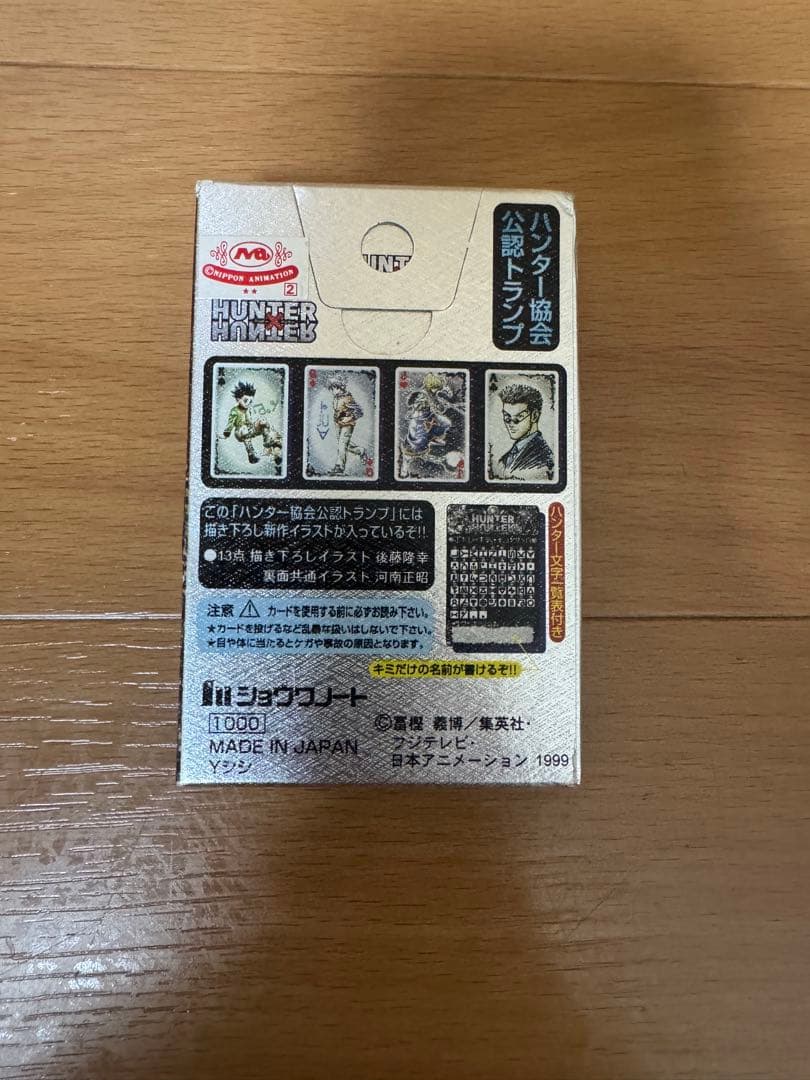 ハンター協会
公認トランプ
UNT
©NIPPON ANIMATION
★★
2
HUNTER
×
HUNTER
K
A
この「ハンター協会公認トランプ」には
描き下ろし新作イラストが入っているぞ!!
●13点 描き下ろしイラスト 後藤隆幸
裏面共通イラスト 河南正昭
HUNTER
HUNTER
ハンター文字一覧表付き
注意 ⚠ カードを使用する前に必ずお読み下さい。
★カードを投げるなど乱暴な扱いはしないで下さい。
★目や体に当たるとケガや事故の原因となります。
キミだけの名前が書けるぞ!!
ショウワノート
1000
MADE IN JAPAN
Yシシ
©冨樫 義博/集英社・
フジテレビ・
日本アニメーション 1999